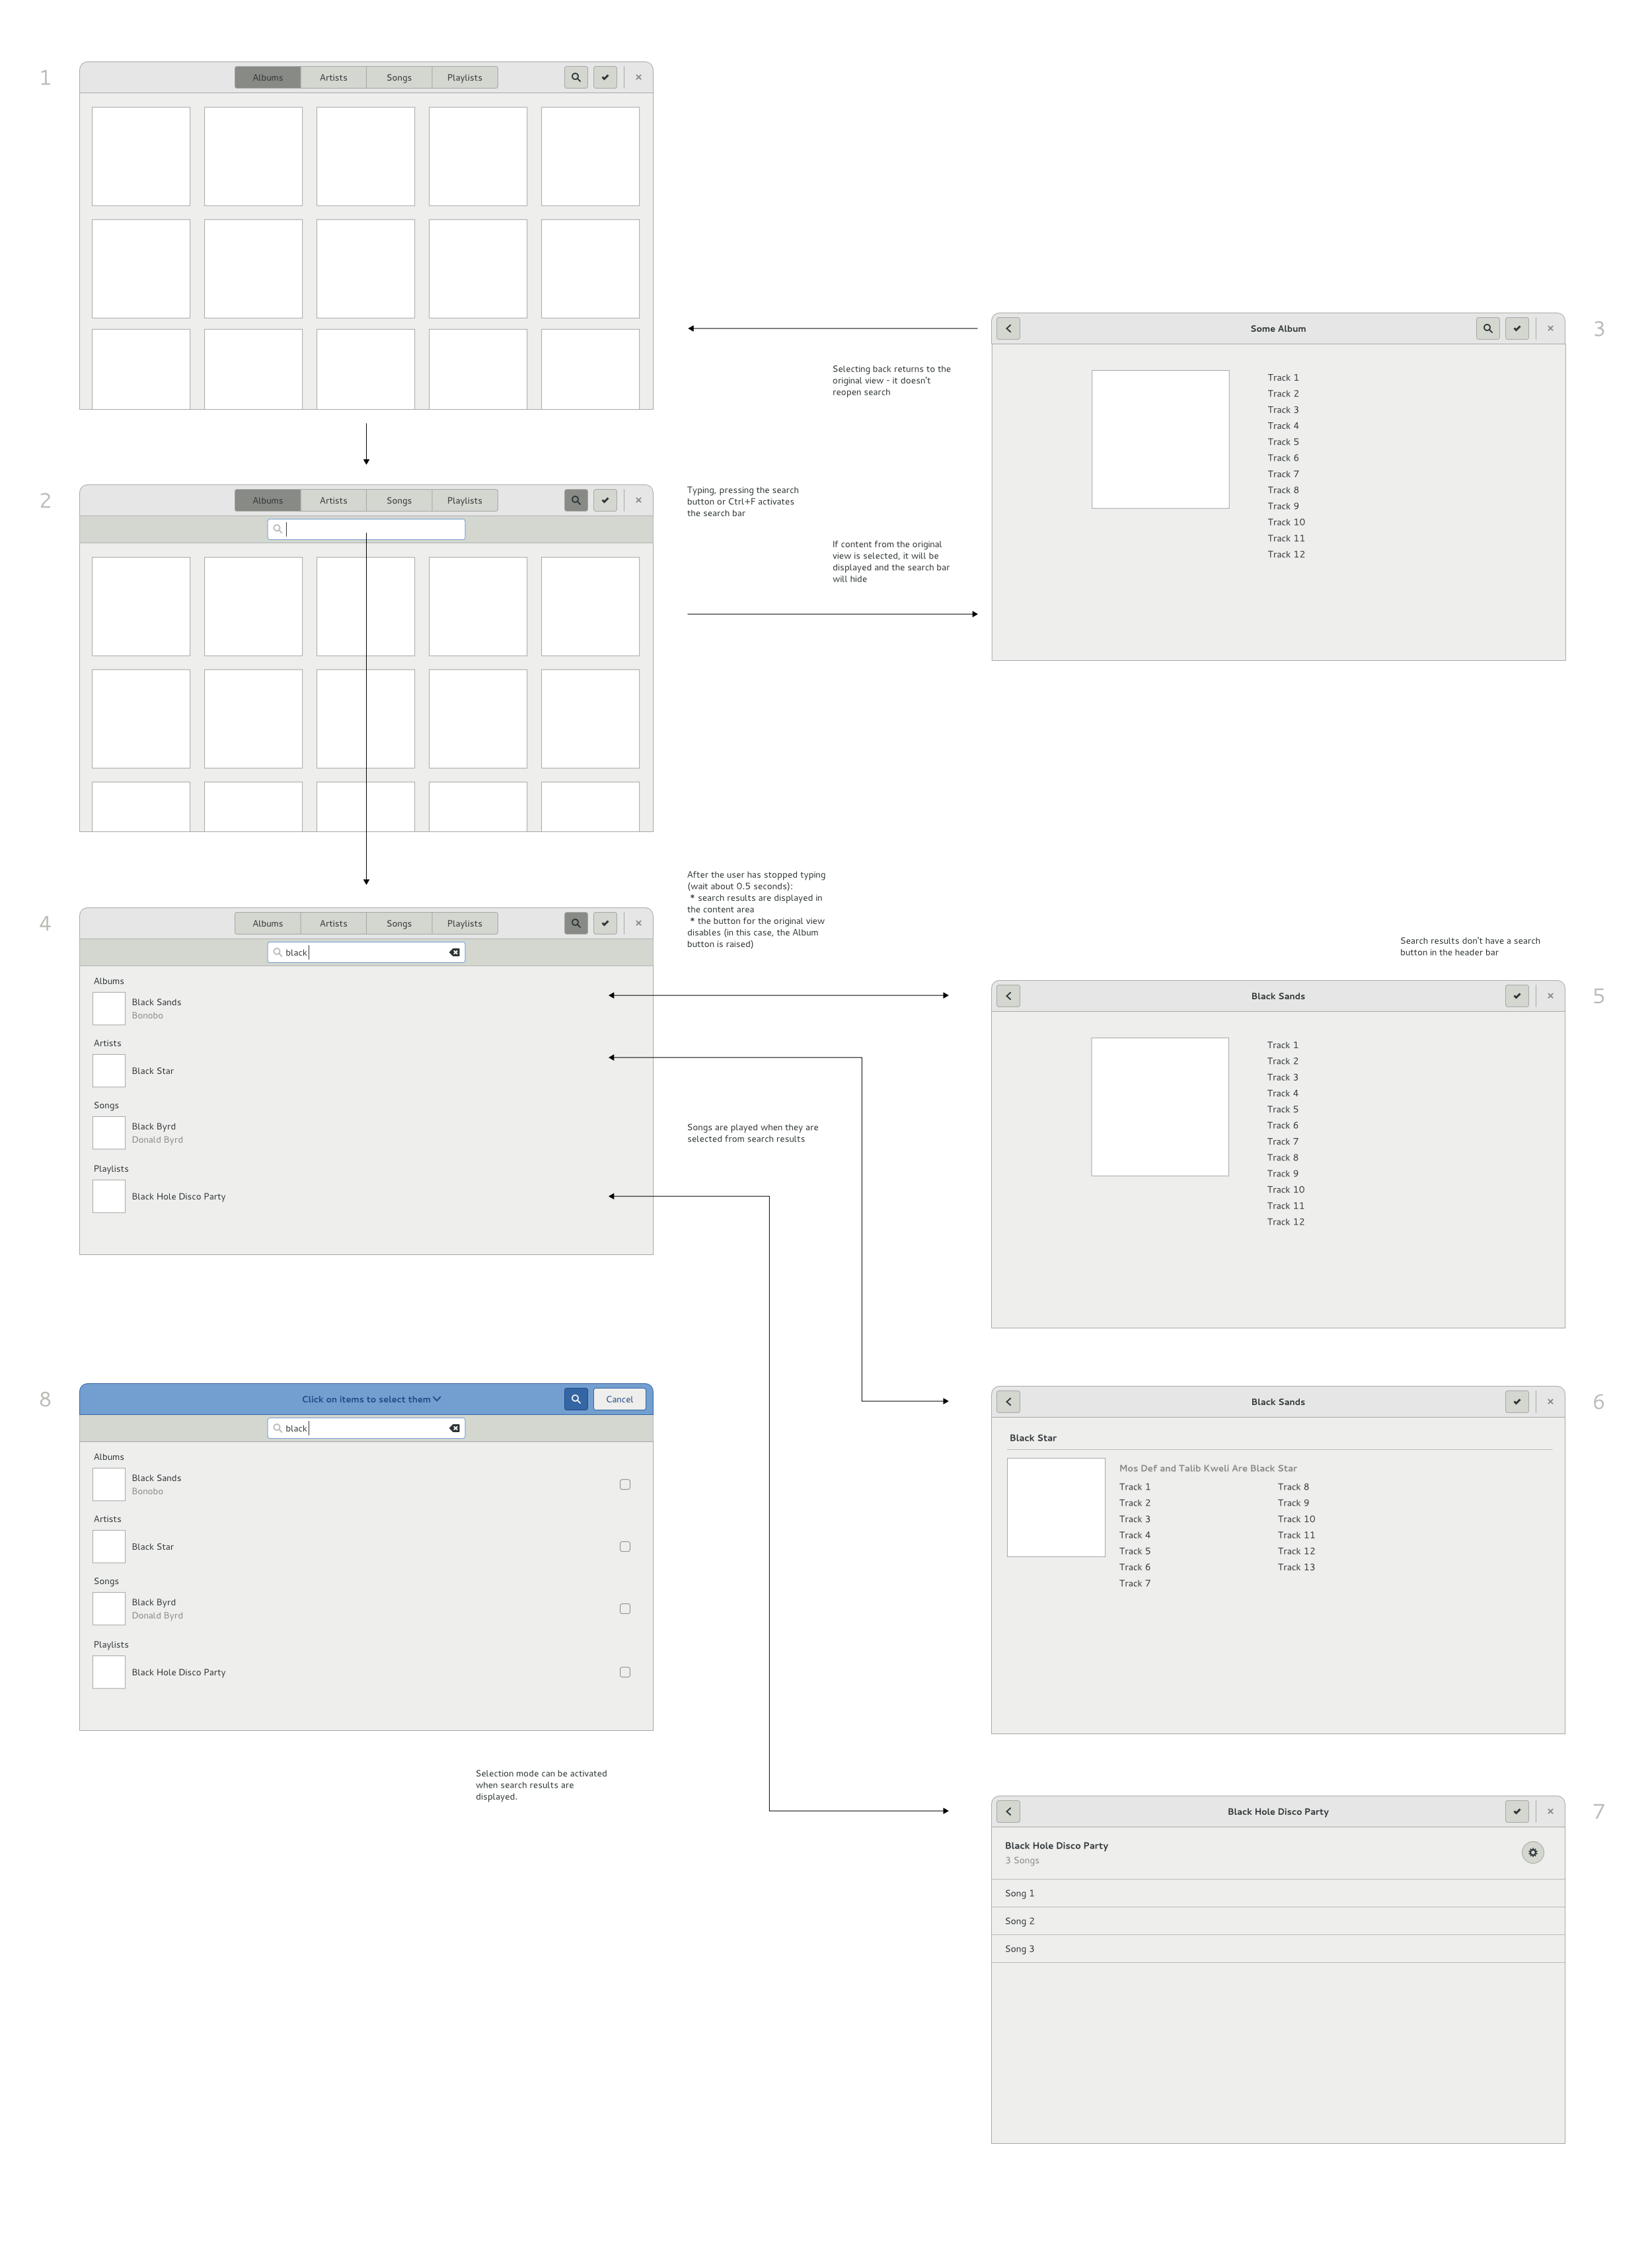 1
Albums Artists Songs Playlists
3
Some Album
Track 1
Track 2
Track 3
Track 4
Track 5
Track 6
Track 7
Track 8
Track 9
Track 10
Track 11
Track 12
Selecting back returns to the
original view - it doesn't
reopen search
2
Albums Artists Songs Playlists
Typing, pressing the search
button or Ctrl+F activates
the search bar
If content from the original
view is selected, it will be
displayed and the search bar
will hide
After the user has stopped typing
(wait about 0.5 seconds):
* search results are displayed in
the content area
* the button for the original view
disables (in this case, the Album
button is raised)
4
Albums Artists Songs Playlists
black
Albums
Black Sands
Bonobo
Artists
Black Star
Songs
Black Byrd
Donald Byrd
Playlists
Black Hole Disco Party
Songs are played when they are
selected from search results
Search results don't have a search
button in the header bar
5
Black Sands
Track 1
Track 2
Track 3
Track 4
Track 5
Track 6
Track 7
Track 8
Track 9
Track 10
Track 11
Track 12
8
Click on items to select them
Cancel
black
Albums
Black Sands
Bonobo
Artists
Black Star
Songs
Black Byrd
Donald Byrd
Playlists
Black Hole Disco Party
Selection mode can be activated
when search results are
displayed.
6
Black Sands
Black Star
Mos Def and Talib Kweli Are Black Star
Track 1
Track 2
Track 3
Track 4
Track 5
Track 6
Track 7
Track 8
Track 9
Track 10
Track 11
Track 12
Track 13
7
Black Hole Disco Party
Black Hole Disco Party
3 Songs
Song 1
Song 2
Song 3